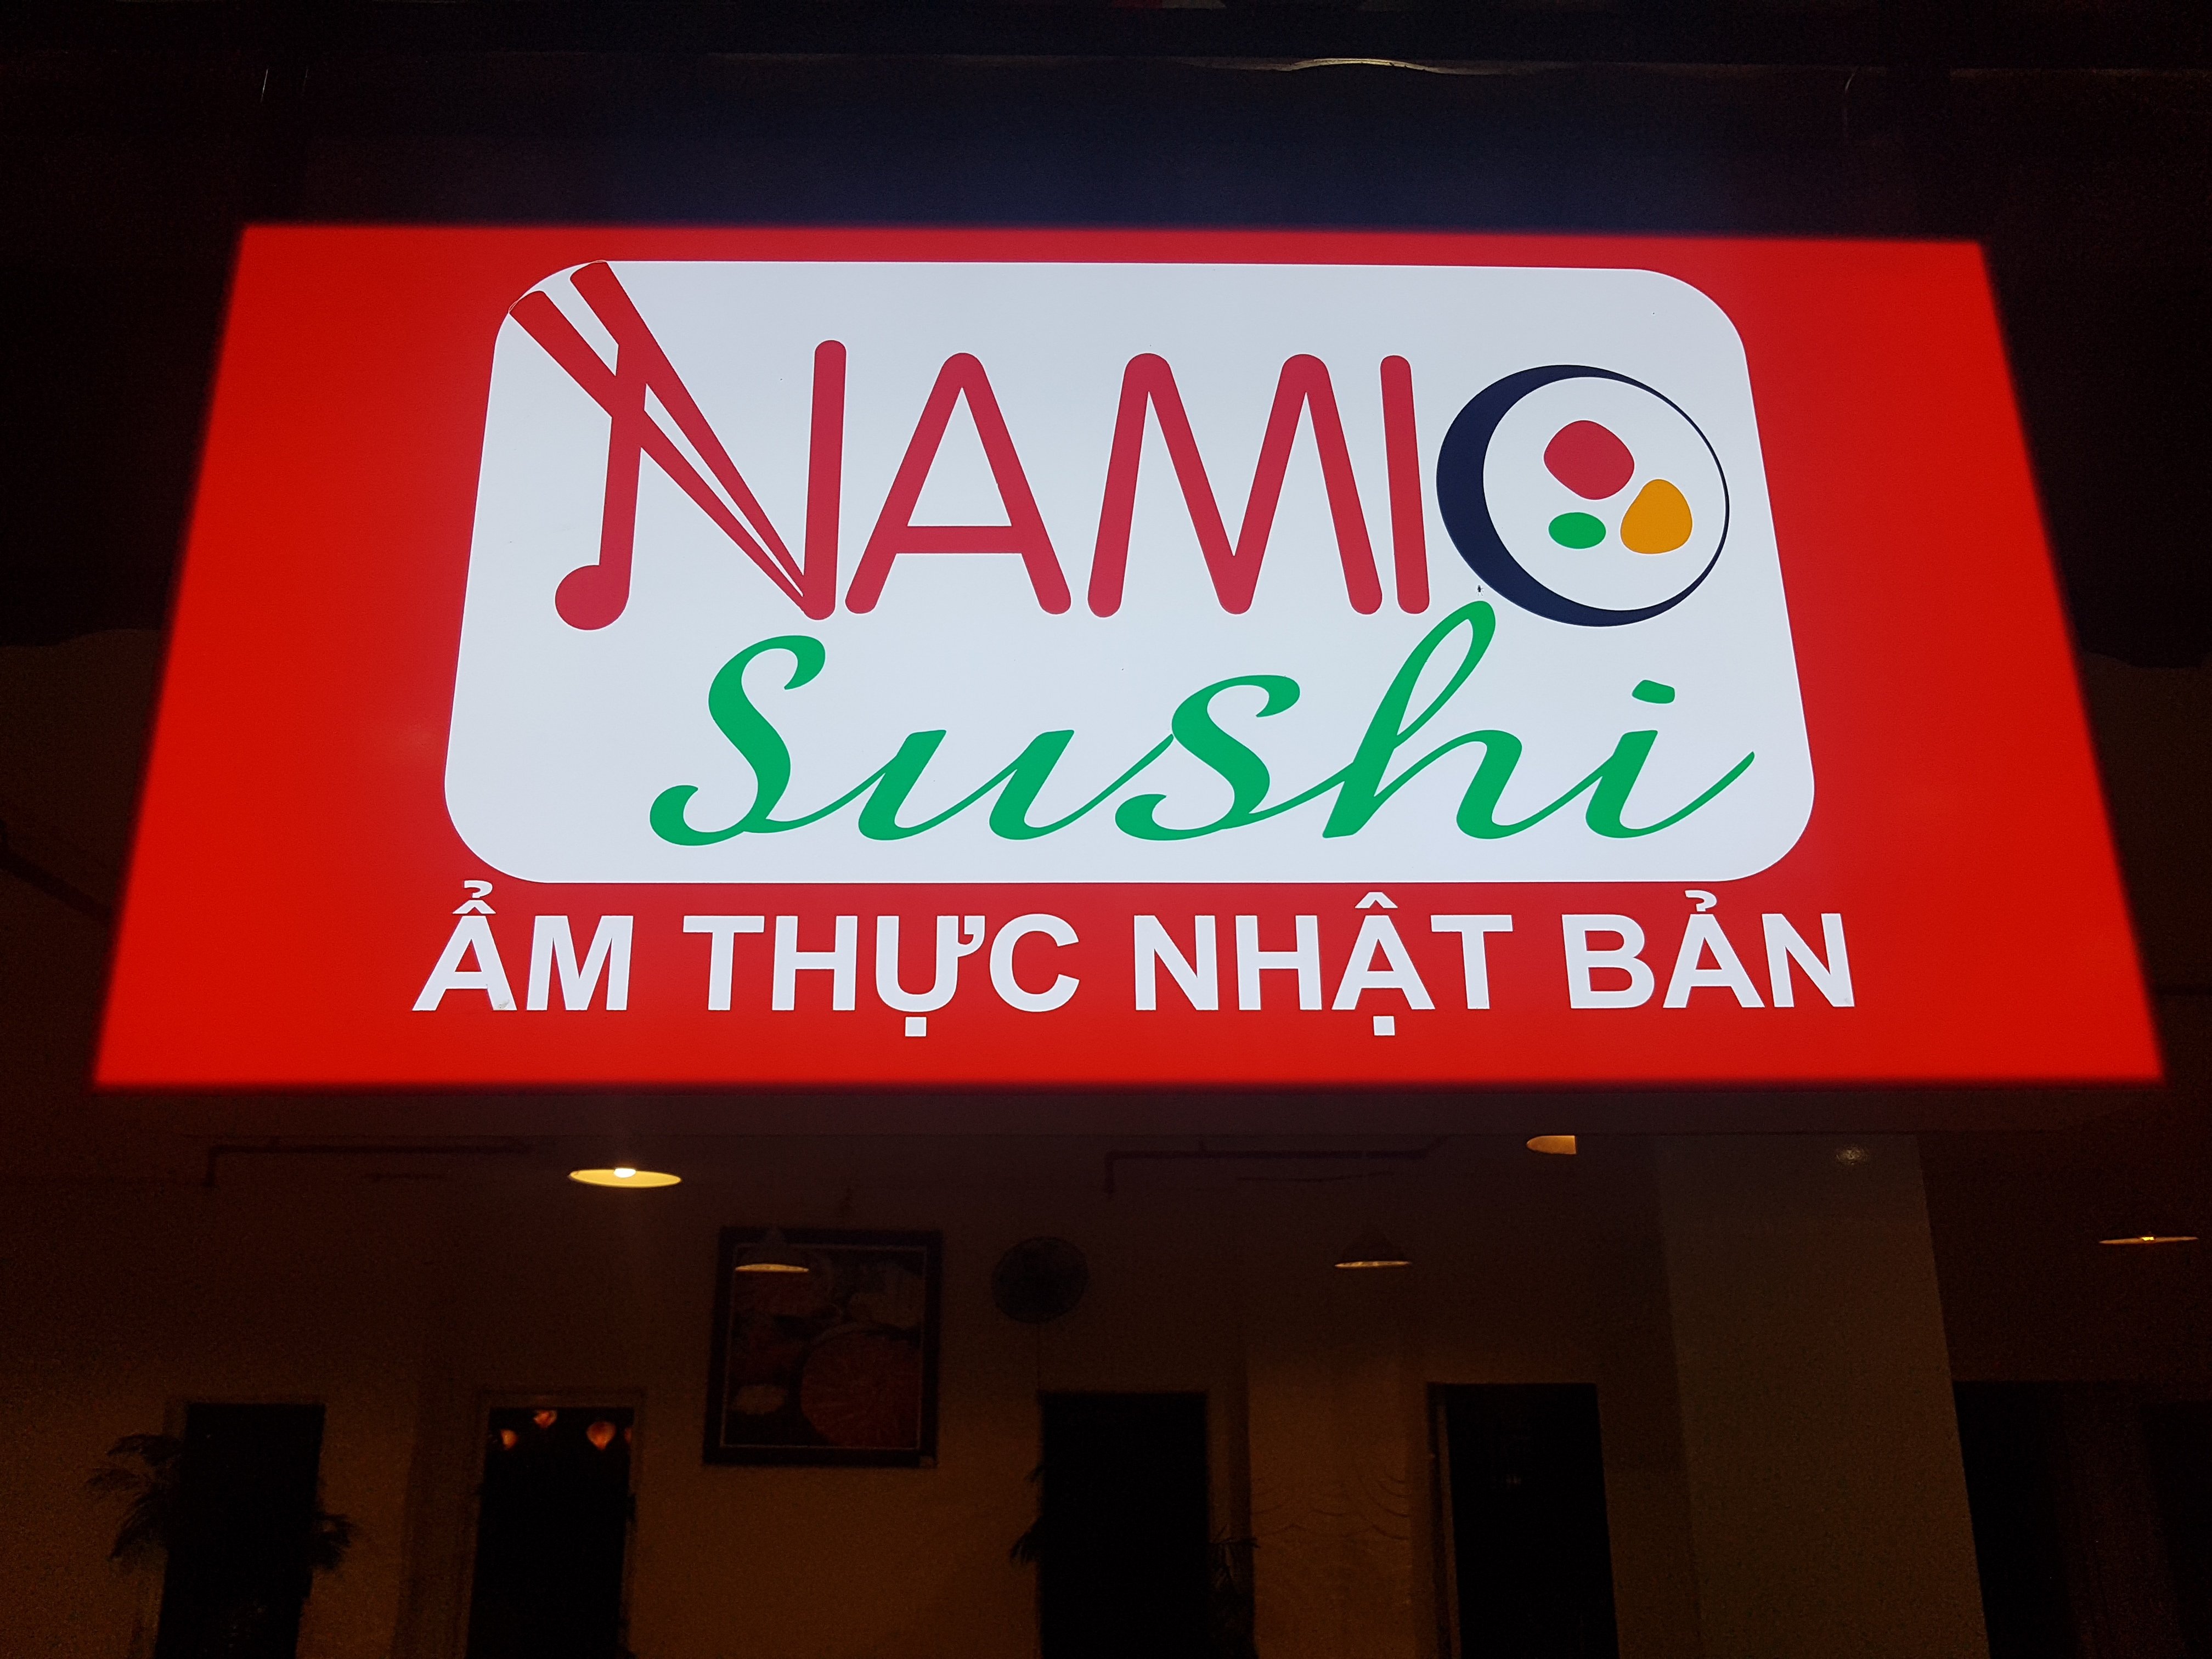 NAMI
Sushi
ẨM THỰC NHẬT BẢN